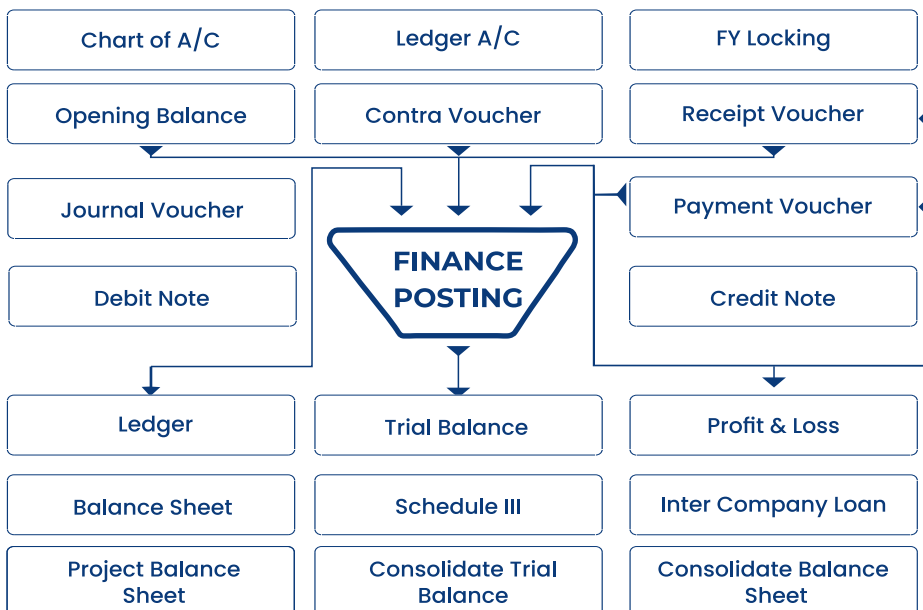 Chart of A/C
Ledger A/C
FY Locking
Opening Balance
Contra Voucher
Receipt Voucher
Journal Voucher
Payment Voucher
FINANCE
POSTING
Debit Note
Credit Note
Ledger
Trial Balance
Profit & Loss
Balance Sheet
Schedule III
Inter Company Loan
Project Balance
Sheet
Consolidate Trial
Balance
Consolidate Balance
Sheet